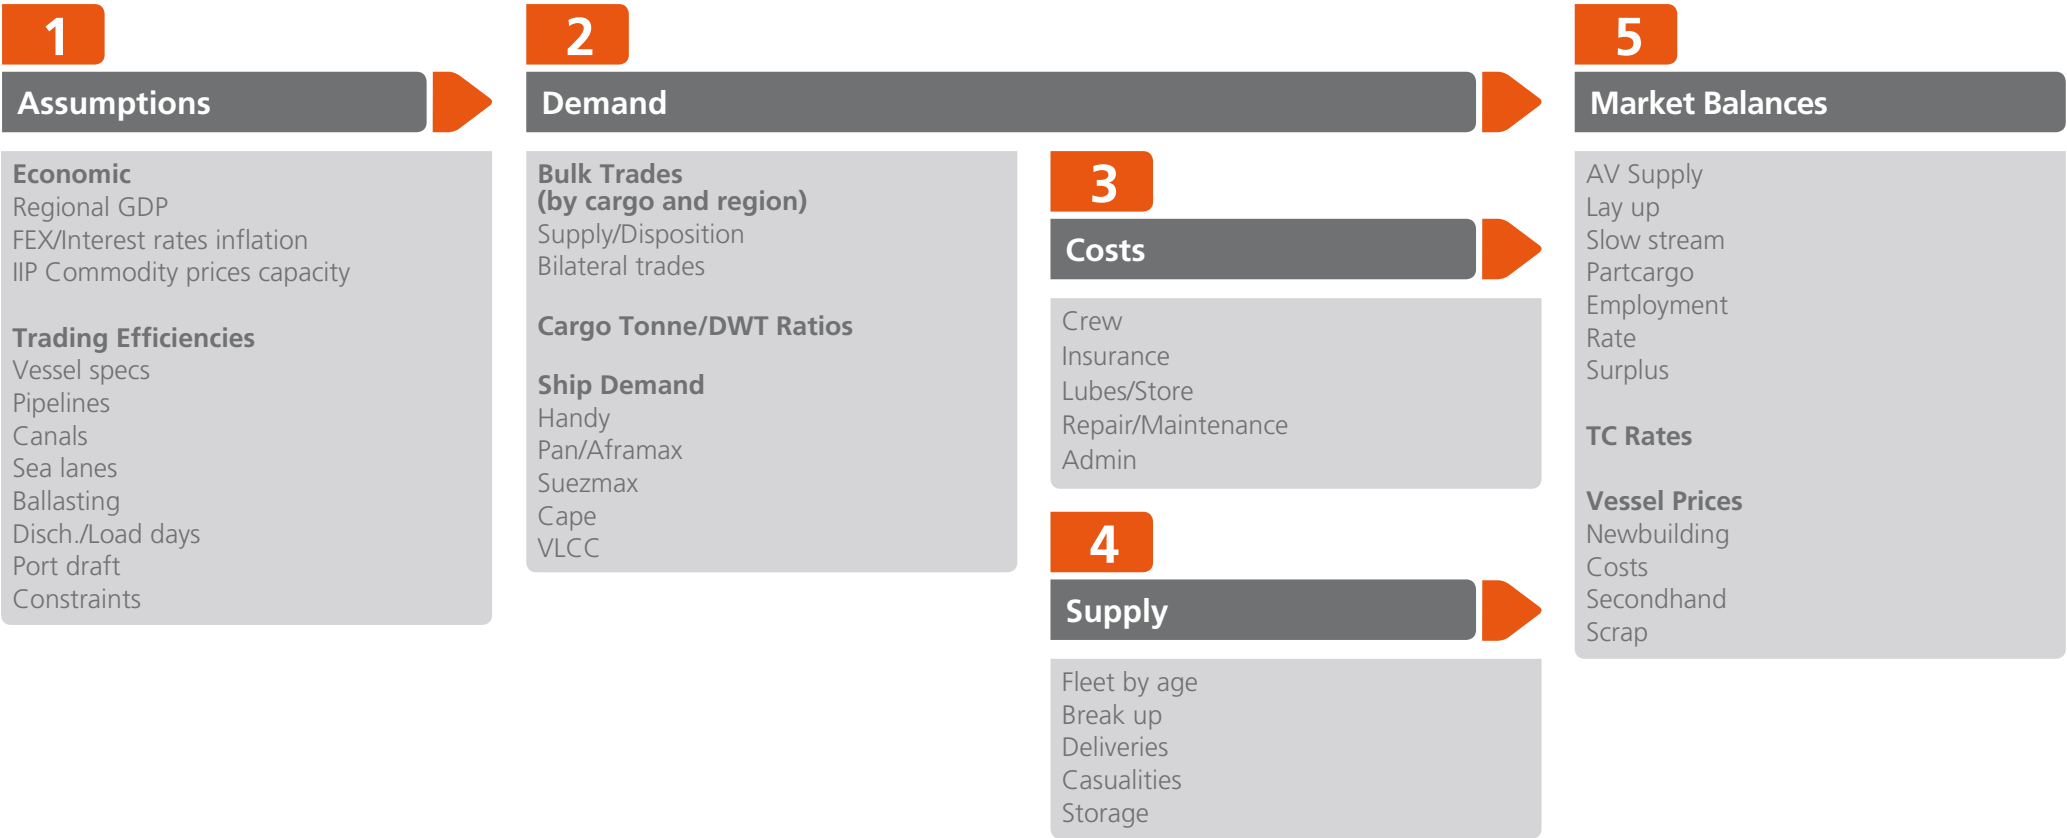 1
Assumptions
Economic
Regional GDP
FEX/Interest rates inflation
IIP Commodity prices capacity
Trading Efficiencies
Vessel specs
Pipelines
Canals
Sea lanes
Ballasting
Disch./Load days
Port draft
Constraints
2
Demand
Bulk Trades
(by cargo and region)
Supply/Disposition
Bilateral trades
Cargo Tonne/DWT Ratios
Ship Demand
Handy
Pan/Aframax
Suezmax
Cape
VLCC
3
Costs
Crew
Insurance
Lubes/Store
Repair/Maintenance
Admin
4
Supply
Fleet by age
Break up
Deliveries
Casualities
Storage
5
Market Balances
AV Supply
Lay up
Slow stream
Partcargo
Employment
Rate
Surplus
TC Rates
Vessel Prices
Newbuilding
Costs
Secondhand
Scrap